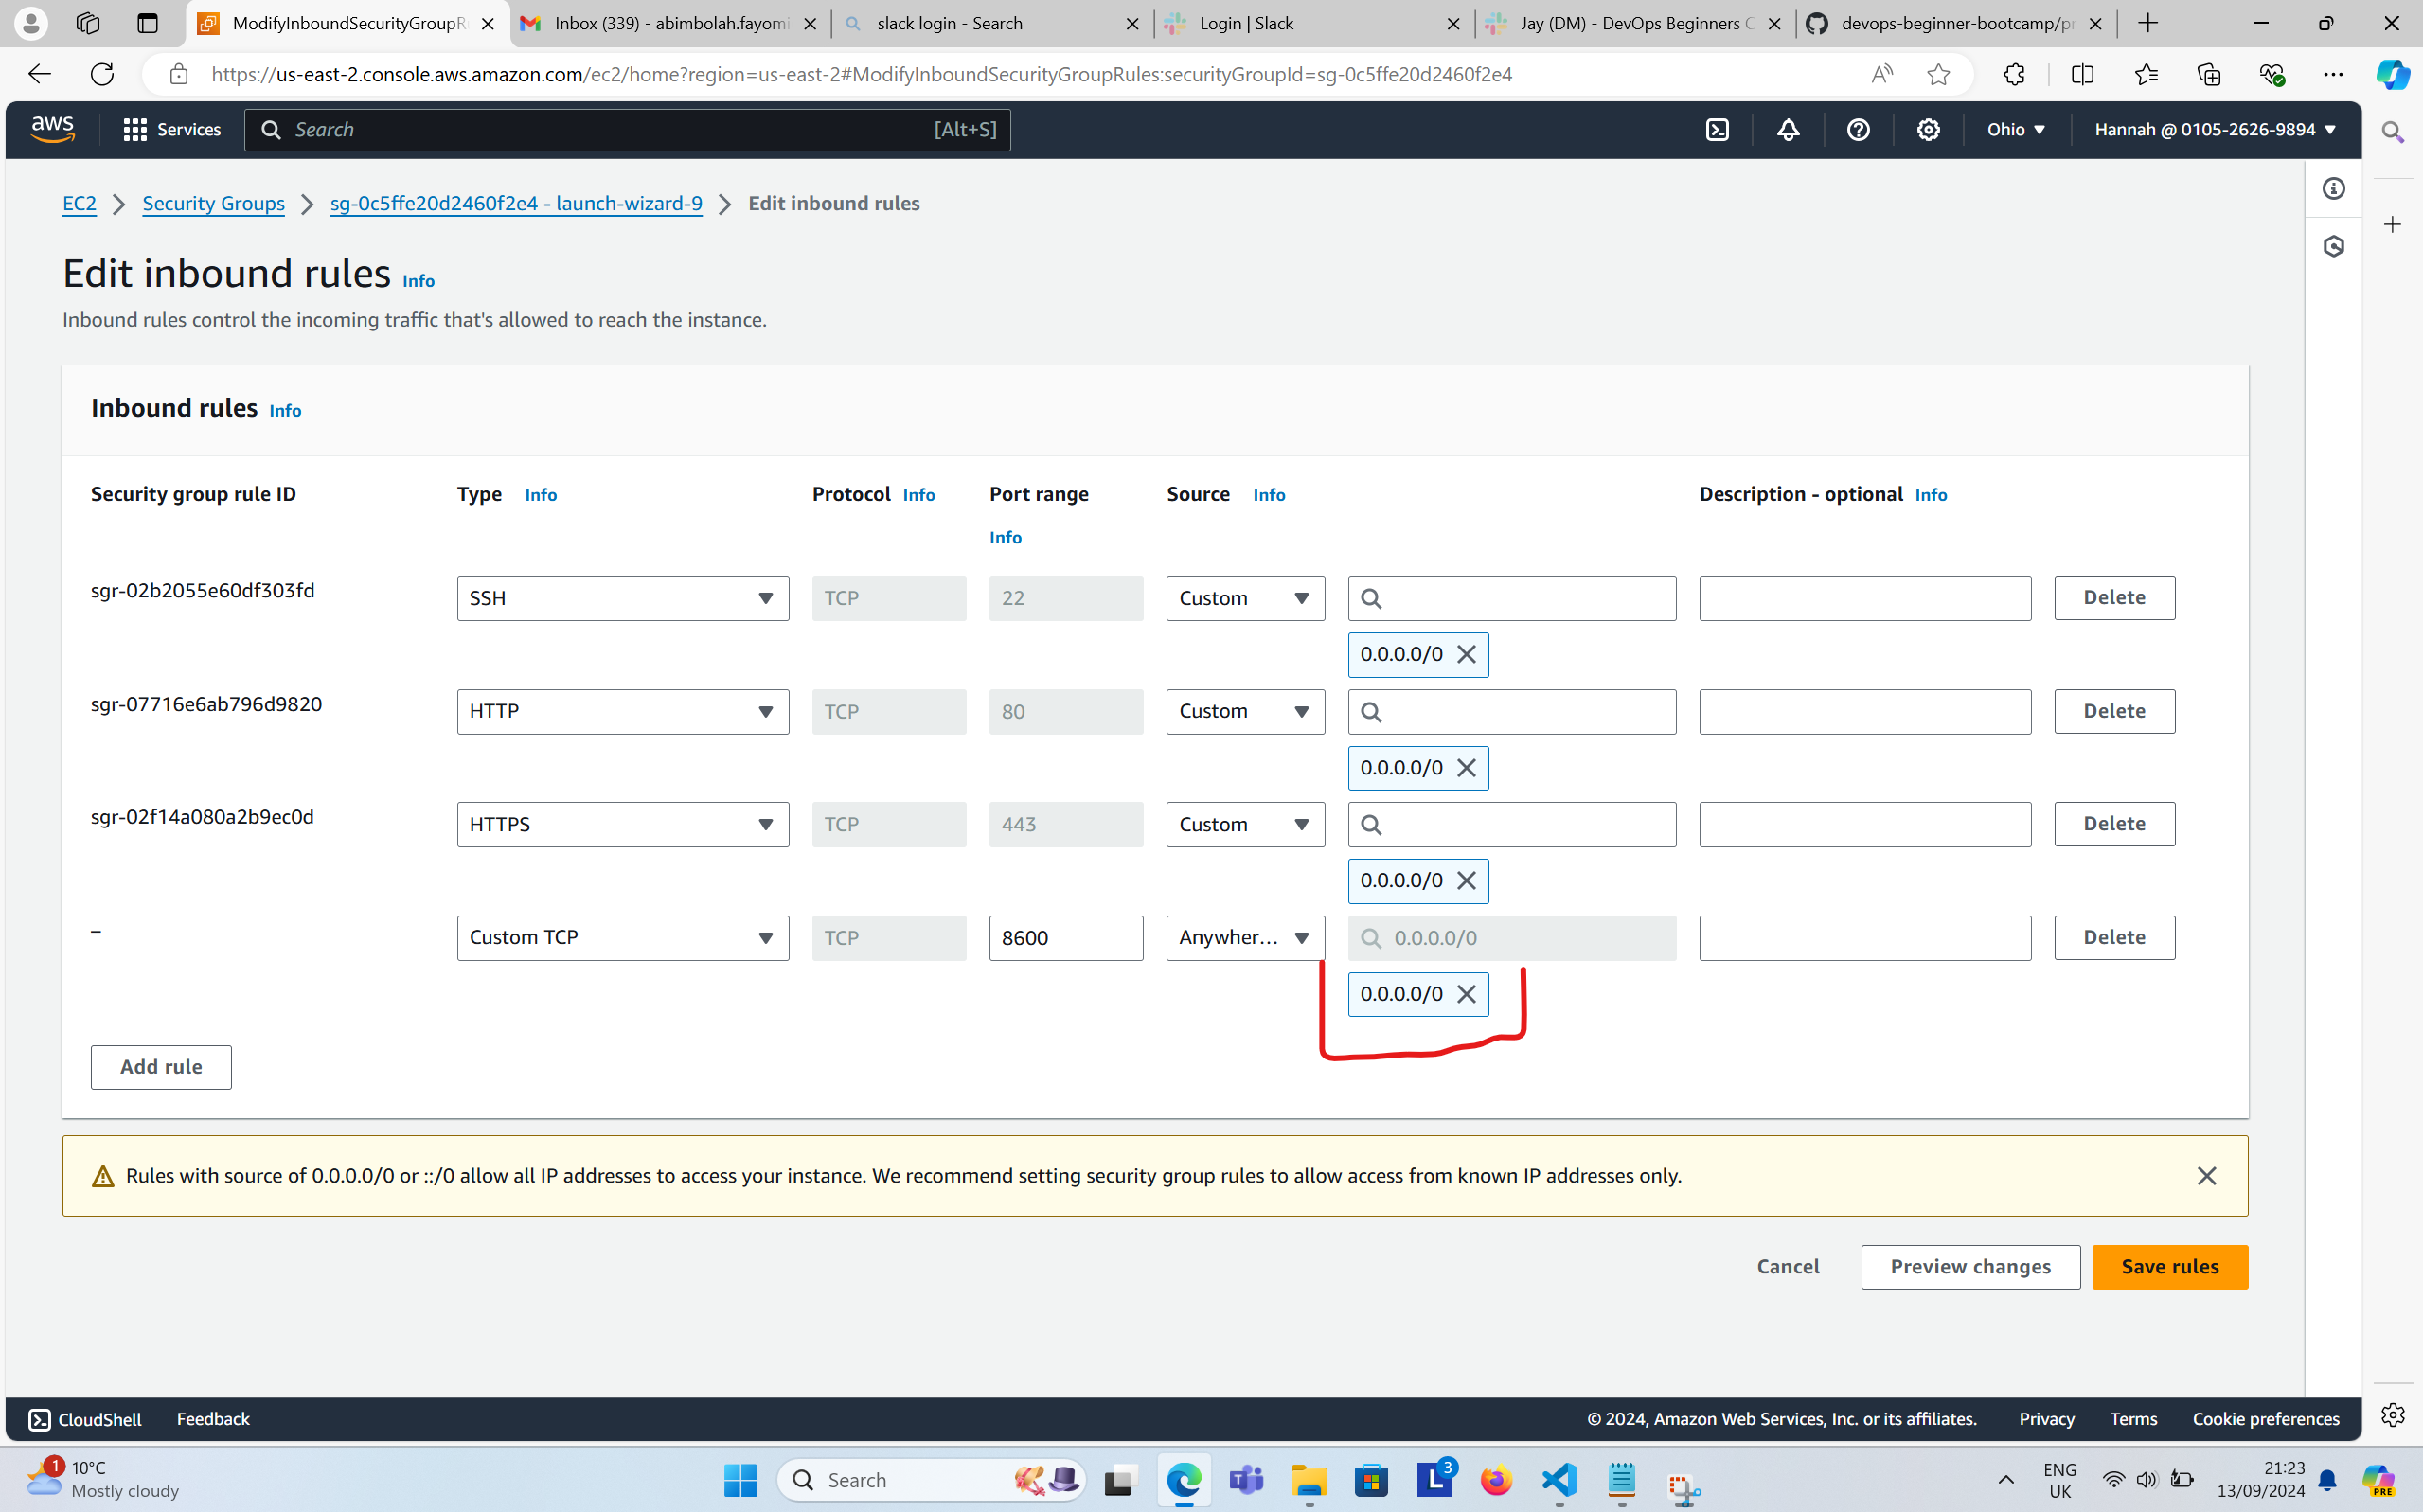 ModifyInboundSecurityGroupR
Inbox (339) - abimbolah.fayomi
slack login - Search
Login | Slack
Jay (DM) - DevOps Beginners C
devops-beginner-bootcamp/pr
https://us-east-2.console.aws.amazon.com/ec2/home?region=us-east-2#ModifyInboundSecurityGroupRules:securityGroupId=sg-0c5ffe20d2460f2e4
aws
Services
Search
[Alt+S]
Ohio
Hannah @ 0105-2626-9894
EC2
Security Groups
sg-0c5ffe20d2460f2e4 - launch-wizard-9
Edit inbound rules
Edit inbound rules Info
Inbound rules control the incoming traffic that's allowed to reach the instance.
Inbound rules Info
Security group rule ID
Type Info
Protocol Info
Port range
Info
Source Info
Description - optional Info
sgr-02b2055e60df303fd
SSH
TCP
22
Custom
Delete
0.0.0.0/0
sgr-07716e6ab796d9820
HTTP
TCP
80
Custom
Delete
0.0.0.0/0
sgr-02f14a080a2b9ec0d
HTTPS
TCP
443
Custom
Delete
0.0.0.0/0
–
Custom TCP
TCP
8600
Anywher...
0.0.0.0/0
Delete
0.0.0.0/0
Add rule
Rules with source of 0.0.0.0/0 or ::/0 allow all IP addresses to access your instance. We recommend setting security group rules to allow access from known IP addresses only.
Cancel
Preview changes
Save rules
CloudShell
Feedback
© 2024, Amazon Web Services, Inc. or its affiliates.
Privacy
Terms
Cookie preferences
1
10°C
Mostly cloudy
Search
T
L
3
ENG
UK
21:23
13/09/2024
PRE